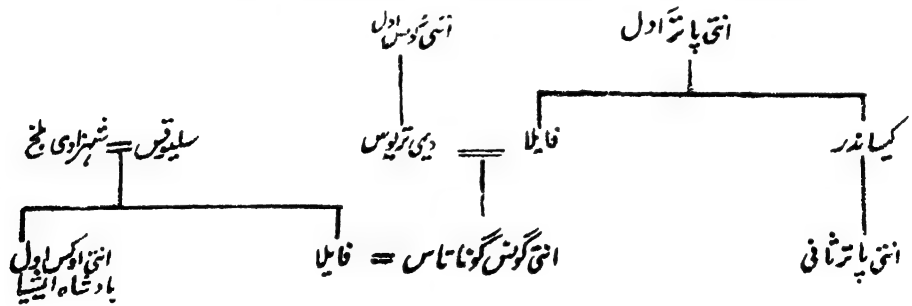 انتی پاتر اول
انتی گونس اول
کیساندر
فایلا = دیمی تریوس
سلیوقس = شہزادی بلخ
انتی پاتر ثانی
انتی گونس گوناتاس = فایلا
انتی اوکس اول
بادشاہ ایشیا